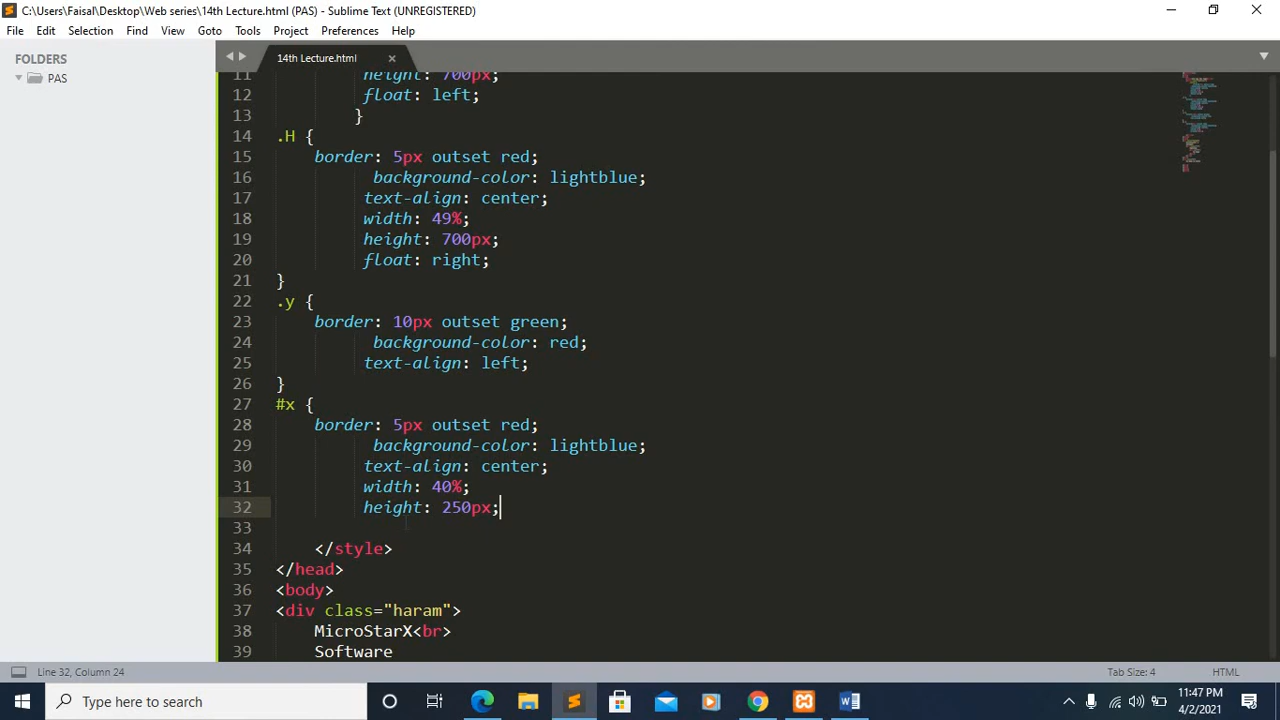 C:\Users\Faisal\Desktop\Web series\14th Lecture.html (PAS) - Sublime Text (UNREGISTERED)
File Edit Selection Find View Goto Tools Project Preferences Help
FOLDERS
PAS
14th Lecture.html
11 height: 700px;
12 float: left;
13 }
14 .H {
15 border: 5px outset red;
16 background-color: lightblue;
17 text-align: center;
18 width: 49%;
19 height: 700px;
20 float: right;
21 }
22 .y {
23 border: 10px outset green;
24 background-color: red;
25 text-align: left;
26 }
27 #x {
28 border: 5px outset red;
29 background-color: lightblue;
30 text-align: center;
31 width: 40%;
32 height: 250px;
33
34 </style>
35 </head>
36 <body>
37 <div class="haram">
38 MicroStarX<br>
39 Software
Line 32, Column 24
Tab Size: 4 HTML
Type here to search
11:47 PM
4/2/2021